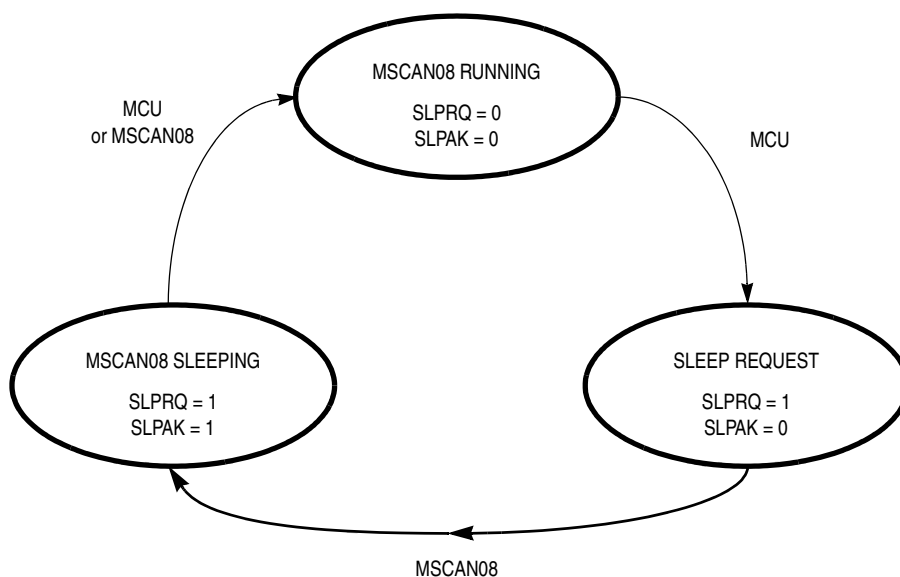 MSCAN08 RUNNING
SLPRQ = 0
SLPAK = 0
MCU
or MSCAN08
MCU
MSCAN08 SLEEPING
SLPRQ = 1
SLPAK = 1
SLEEP REQUEST
SLPRQ = 1
SLPAK = 0
MSCAN08